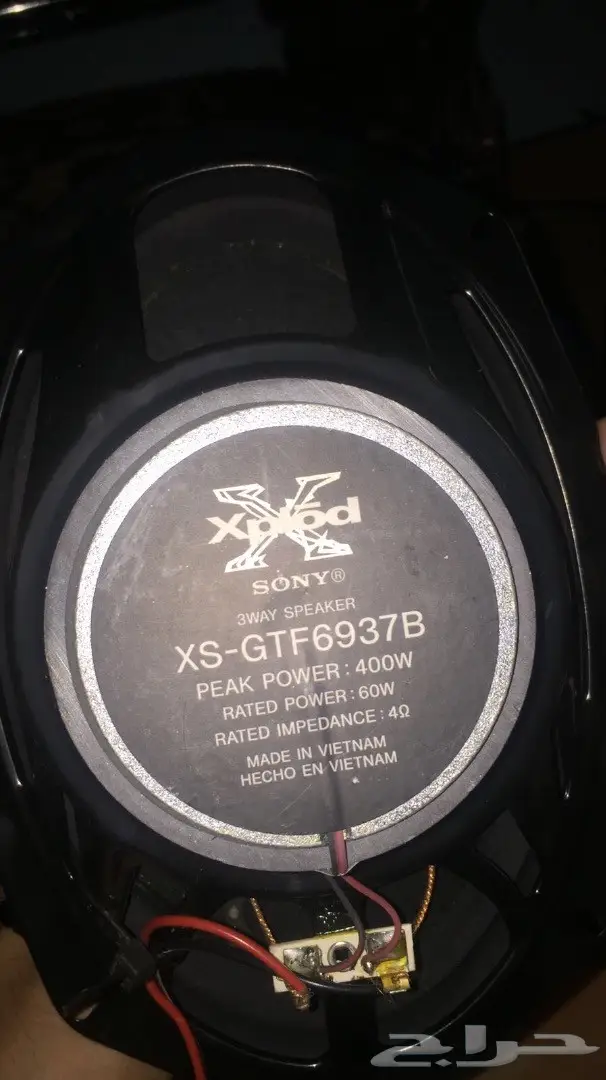 Xplōd
SONY®
3WAY SPEAKER
XS-GTF6937B
PEAK POWER : 400W
RATED POWER : 60W
RATED IMPEDANCE : 4Ω
MADE IN VIETNAM
HECHO EN VIETNAM
حراج